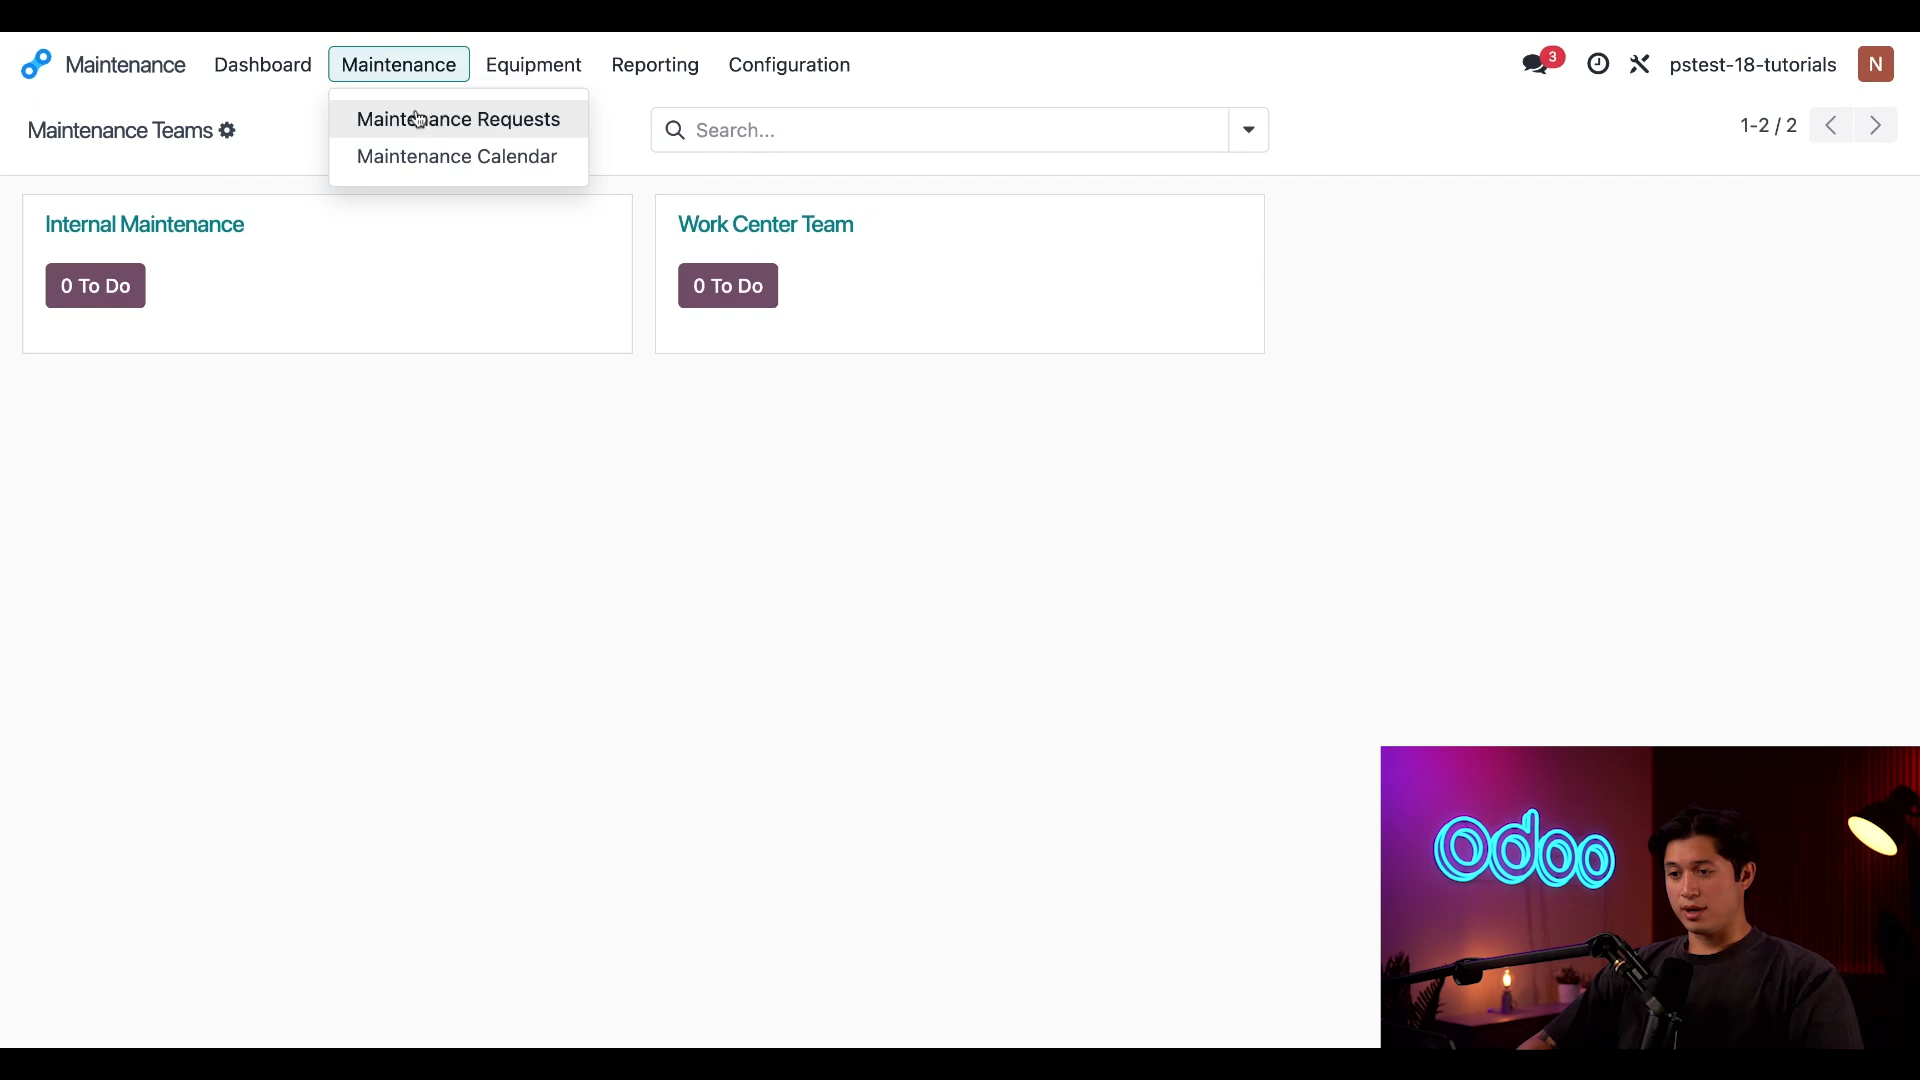 Maintenance Dashboard Maintenance Equipment Reporting Configuration 3 pstest-18-tutorials N
Maintenance Teams Search... 1-2 / 2
Maintenance Requests
Maintenance Calendar
Internal Maintenance
0 To Do
Work Center Team
0 To Do
odoo